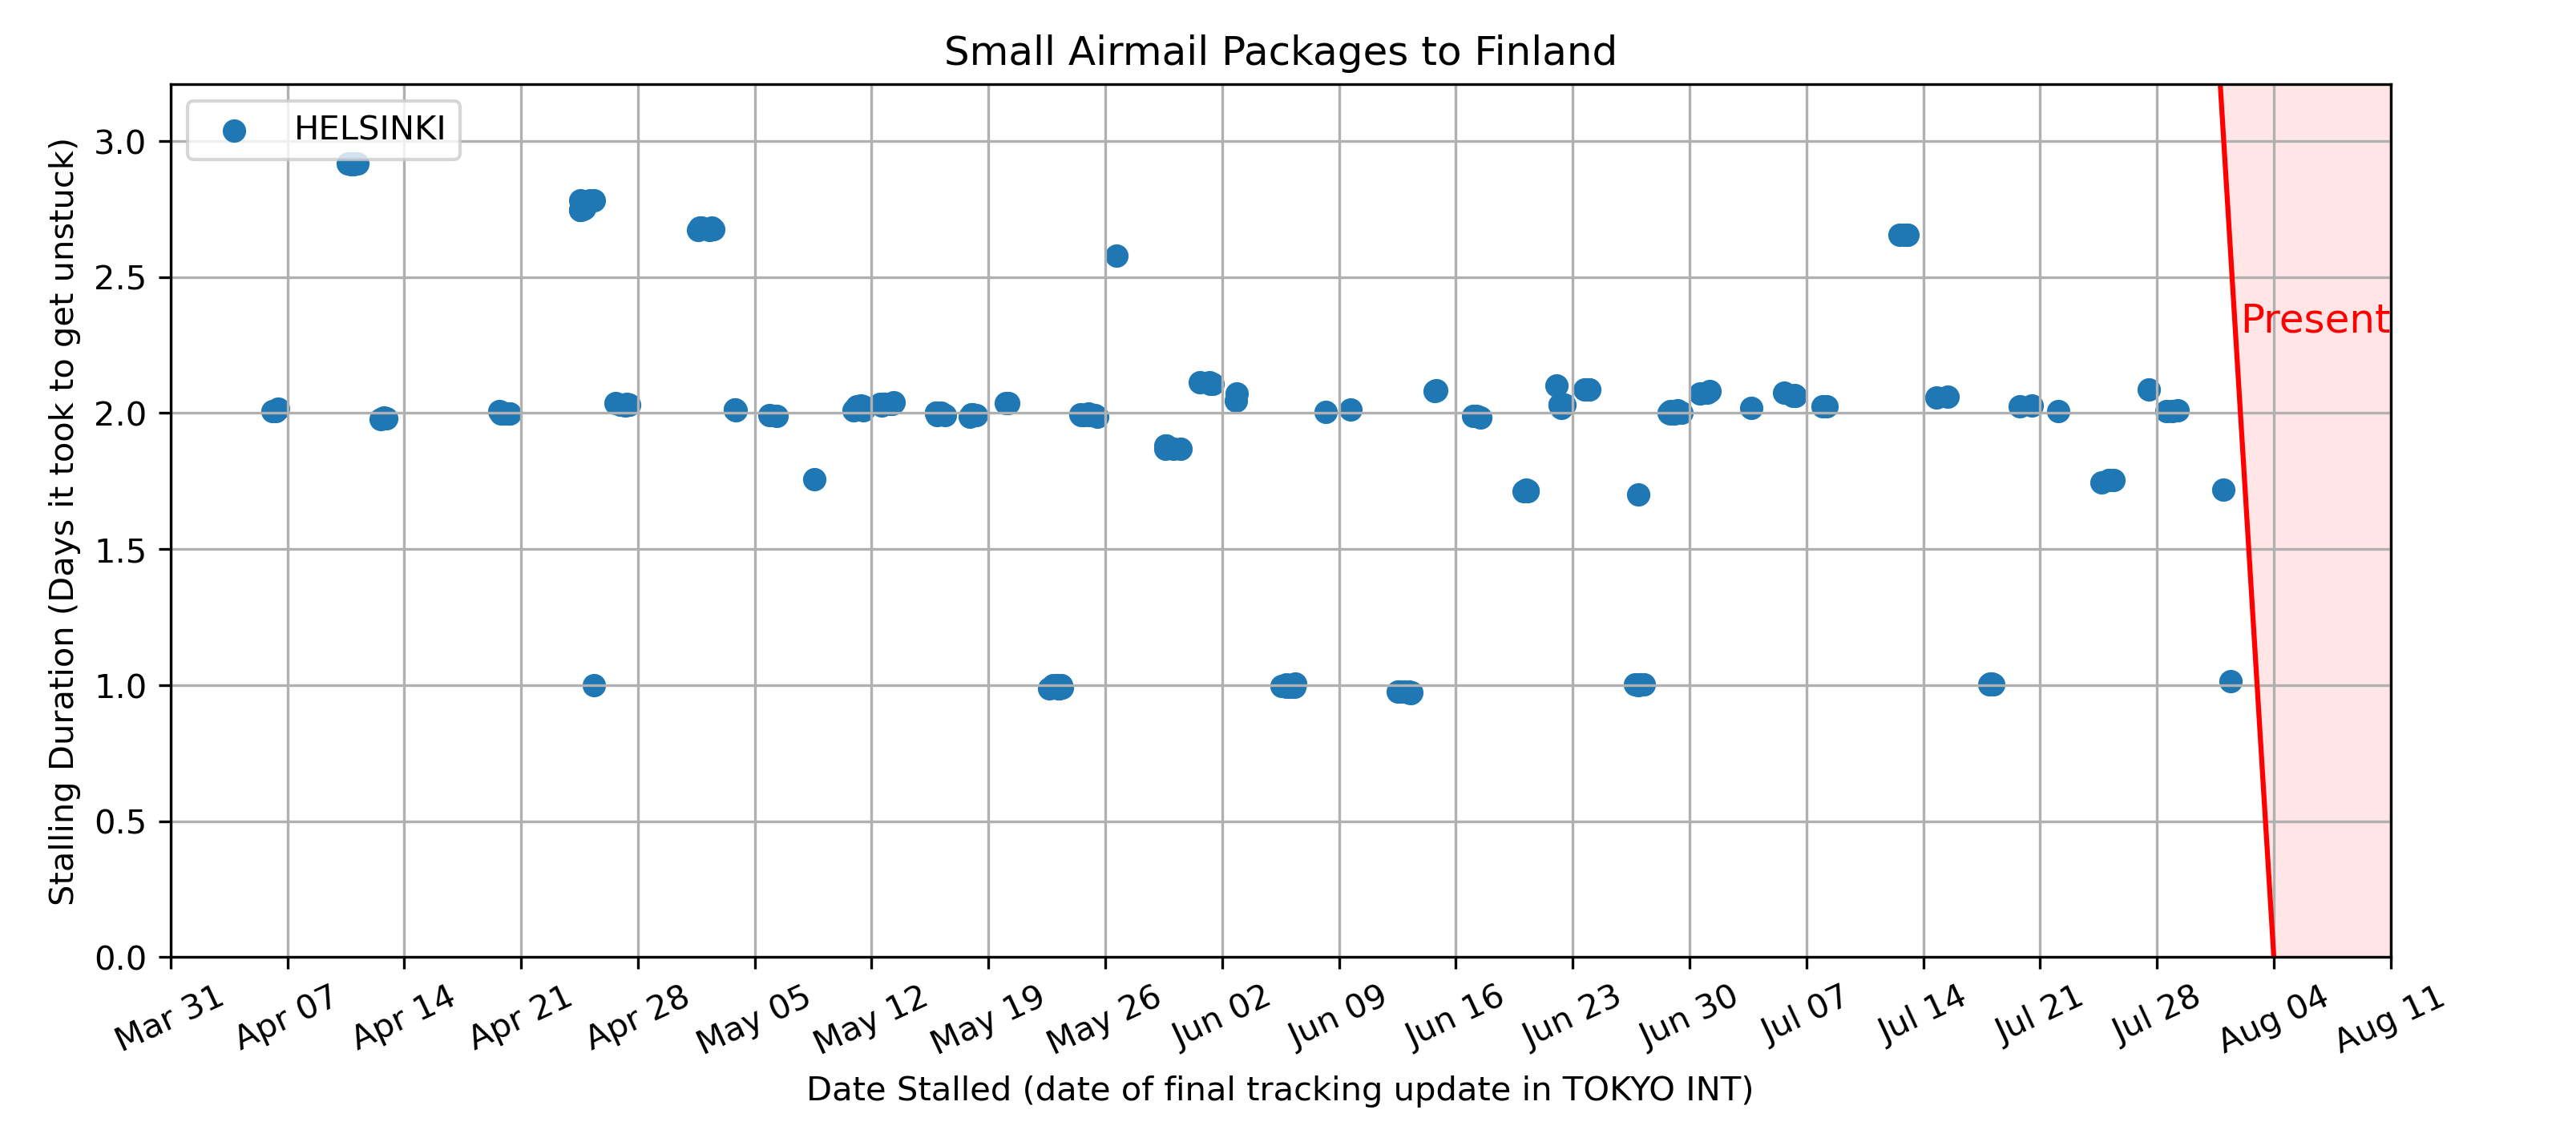 Small Airmail Packages to Finland
HELSINKI
Present
Stalling Duration (Days it took to get unstuck)
3.0
2.5
2.0
1.5
1.0
0.5
0.0
Mar 31 Apr 07 Apr 14 Apr 21 Apr 28 May 05 May 12 May 19 May 26 Jun 02 Jun 09 Jun 16 Jun 23 Jun 30 Jul 07 Jul 14 Jul 21 Jul 28 Aug 04 Aug 11
Date Stalled (date of final tracking update in TOKYO INT)